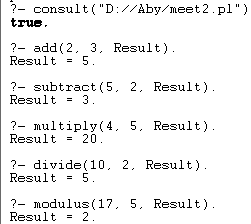 ?- consult("D://Aby/meet2.pl")
true.
?- add(2, 3, Result).
Result = 5.
?- subtract(5, 2, Result).
Result = 3.
?- multiply(4, 5, Result).
Result = 20.
?- divide(10, 2, Result).
Result = 5.
?- modulus(17, 5, Result).
Result = 2.